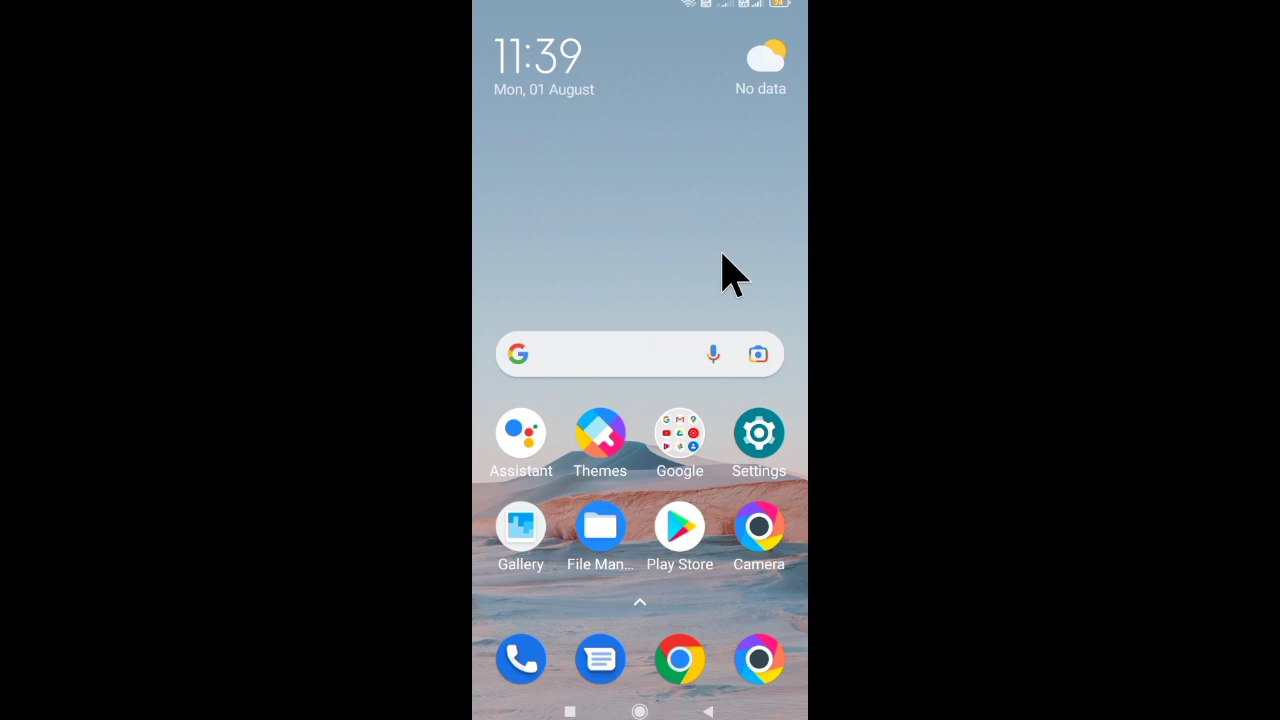 11:39
Mon, 01 August
No data
Assistant Themes Google Settings
Gallery File Man... Play Store Camera